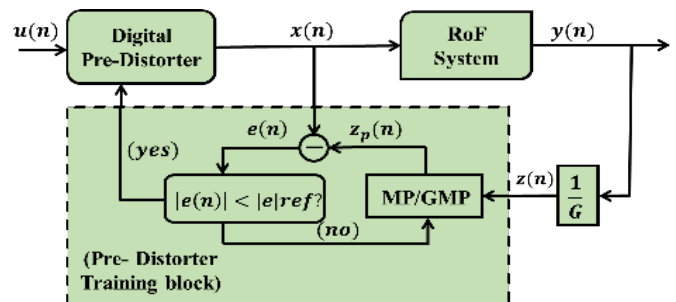 u(n)
Digital
Pre-Distorter
x(n)
RoF
System
y(n)
e(n)
z_p(n)
(yes)
−
z(n)
1
G
|e(n)| < |e|ref?
MP/GMP
(no)
(Pre- Distorter
Training block)